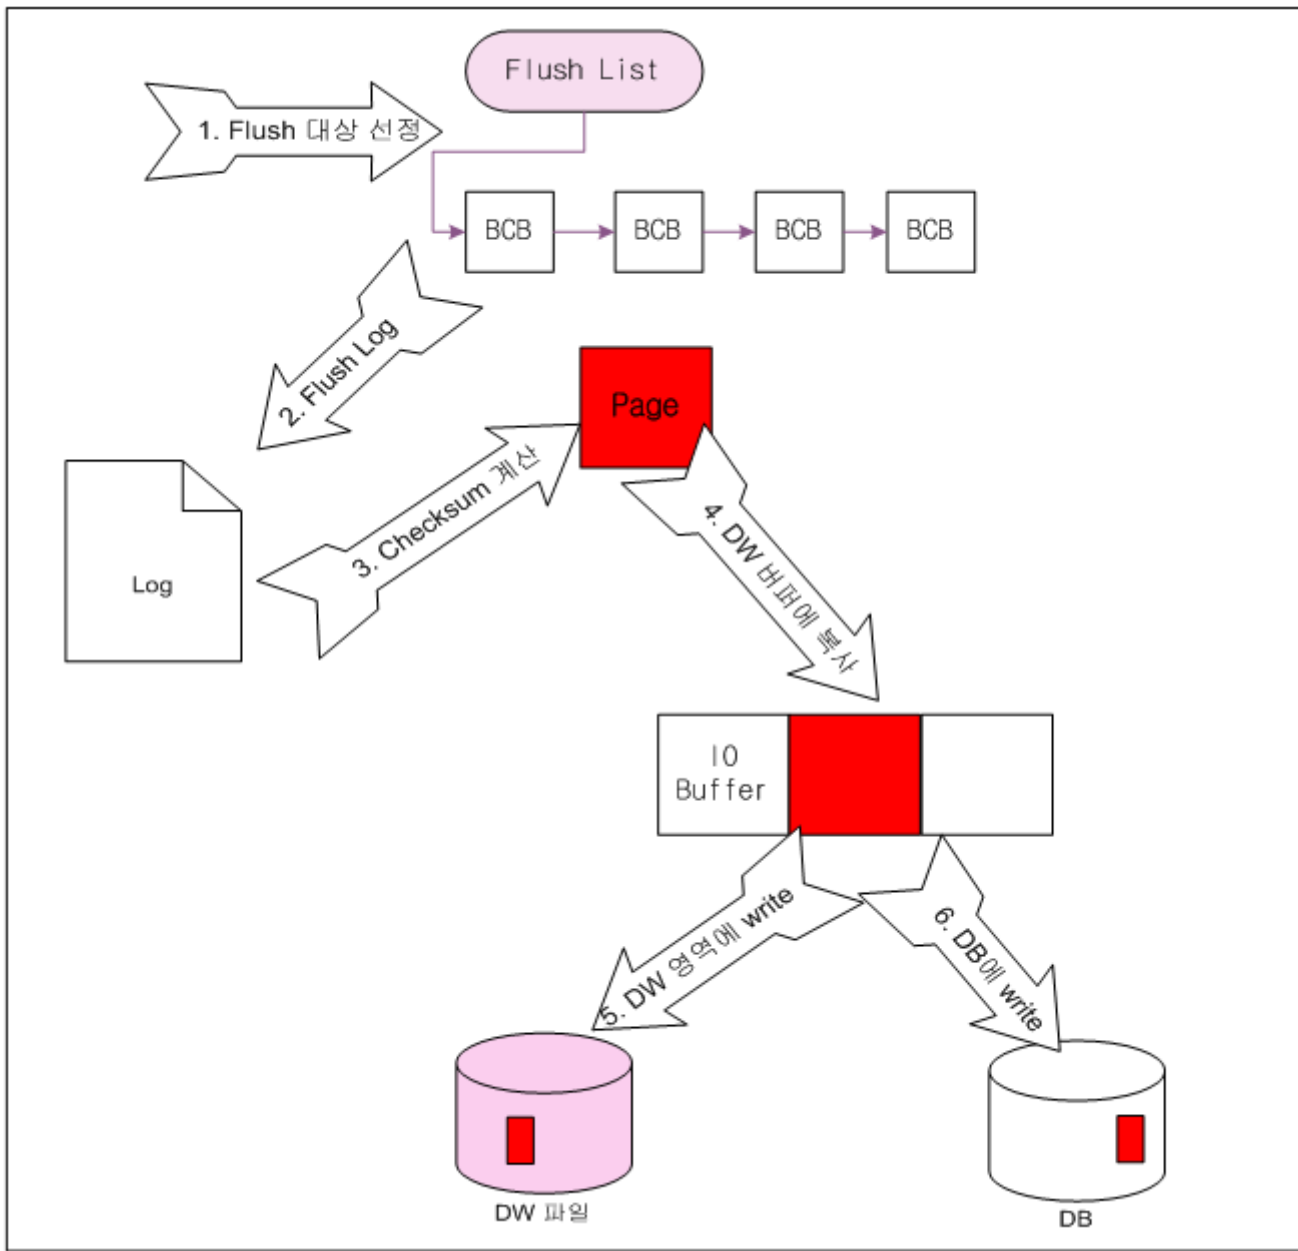 Flush List
1. Flush 대상 선정
BCB
BCB
BCB
BCB
2. Flush Log
Page
3. Checksum 계산
Log
4. DW 버퍼에 복사
IO
Buffer
5. DW 영역에 write
6. DB에 write
DW 파일
DB